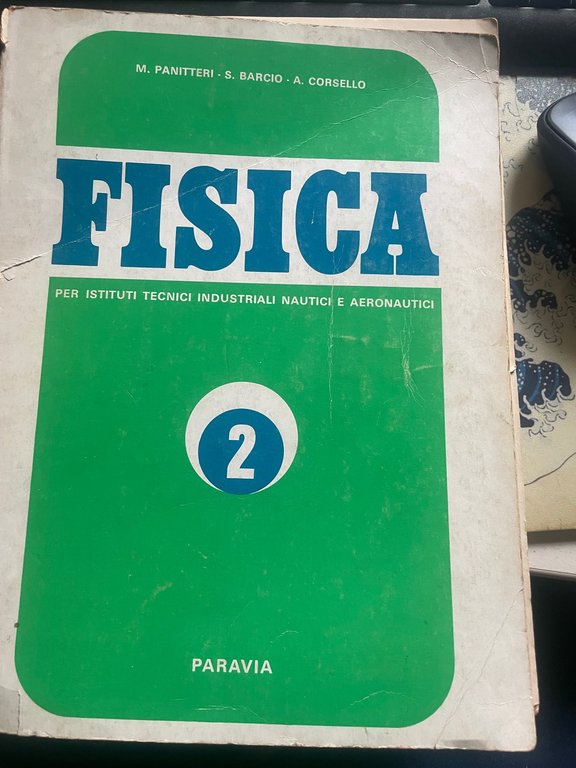 M. PANITTERI - S. BARCIO - A. CORSELLO
FISICA
PER ISTITUTI TECNICI INDUSTRIALI NAUTICI E AERONAUTICI
2
PARAVIA